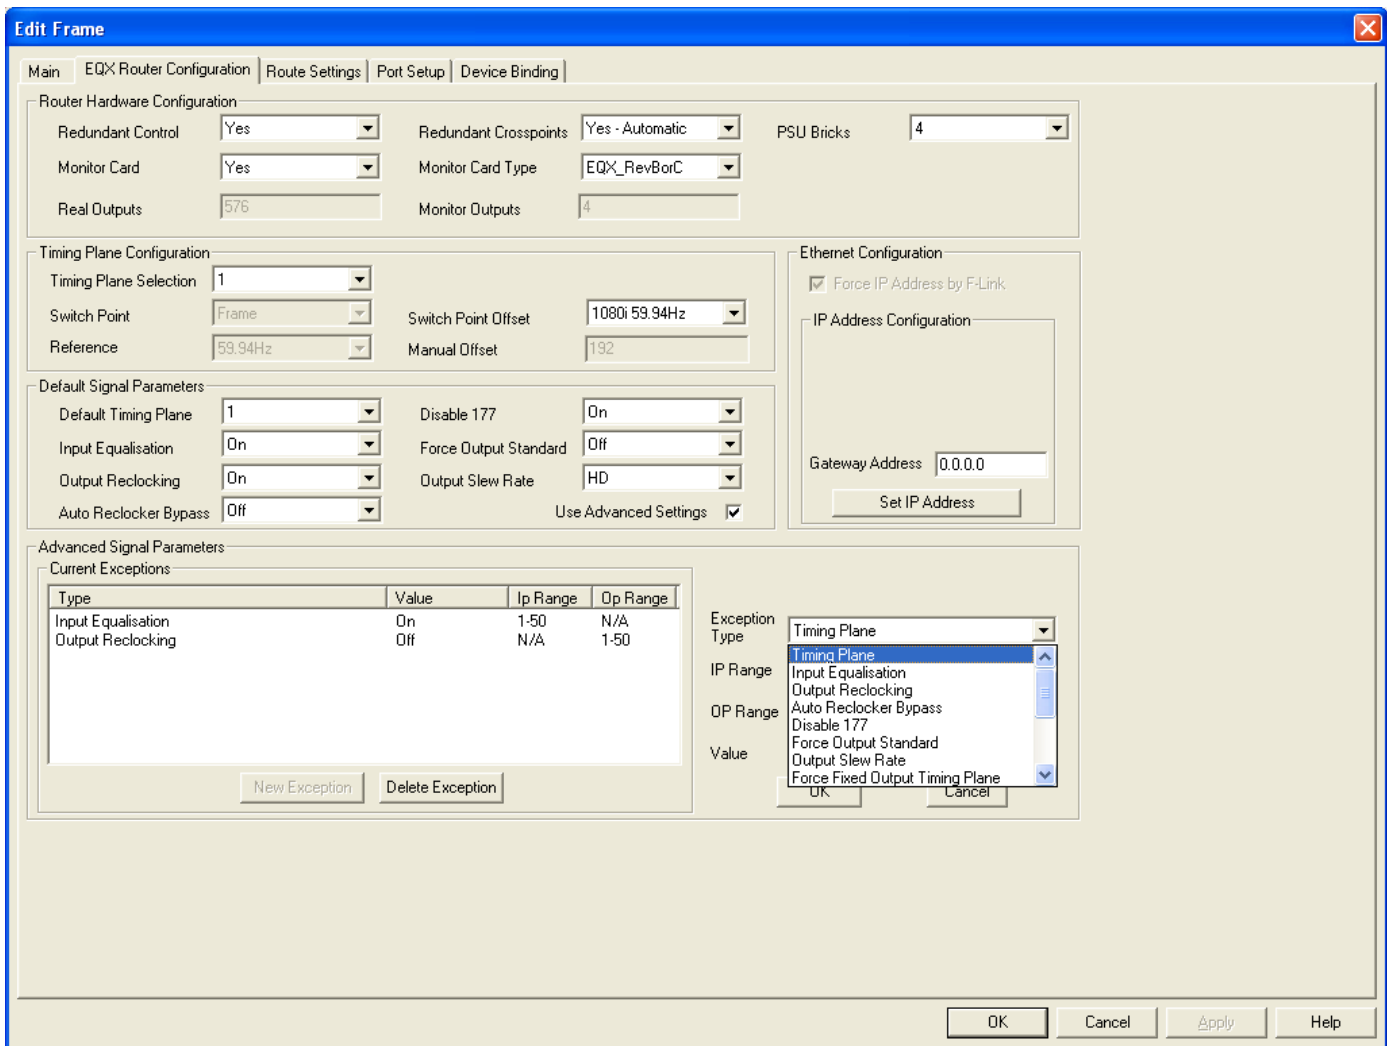 Edit Frame
Main EQX Router Configuration Route Settings Port Setup Device Binding
Router Hardware Configuration
Redundant Control Yes Redundant Crosspoints Yes - Automatic PSU Bricks 4
Monitor Card Yes Monitor Card Type EQX_RevBorC
Real Outputs 576 Monitor Outputs 4
Timing Plane Configuration
Timing Plane Selection 1
Switch Point Frame Switch Point Offset 1080i 59.94Hz
Reference 59.94Hz Manual Offset 192
Ethernet Configuration
Force IP Address by F-Link
IP Address Configuration
Gateway Address 0.0.0.0
Set IP Address
Default Signal Parameters
Default Timing Plane 1 Disable 177 On
Input Equalisation On Force Output Standard Off
Output Reclocking On Output Slew Rate HD
Auto Reclocker Bypass Off Use Advanced Settings
Advanced Signal Parameters
Current Exceptions
Type Value Ip Range Op Range
Input Equalisation On 1-50 N/A
Output Reclocking Off N/A 1-50
New Exception Delete Exception
Exception Type Timing Plane
IP Range
OP Range
Value
Timing Plane
Input Equalisation
Output Reclocking
Auto Reclocker Bypass
Disable 177
Force Output Standard
Output Slew Rate
Force Fixed Output Timing Plane
OK Cancel
OK Cancel Apply Help